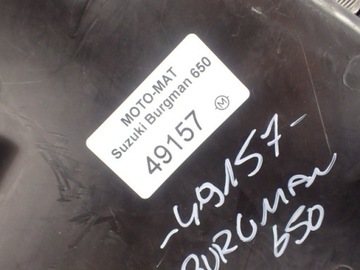 MOTO-MAT
Suzuki Burgman 650
49157
M
-49157-
BURGMAN
650